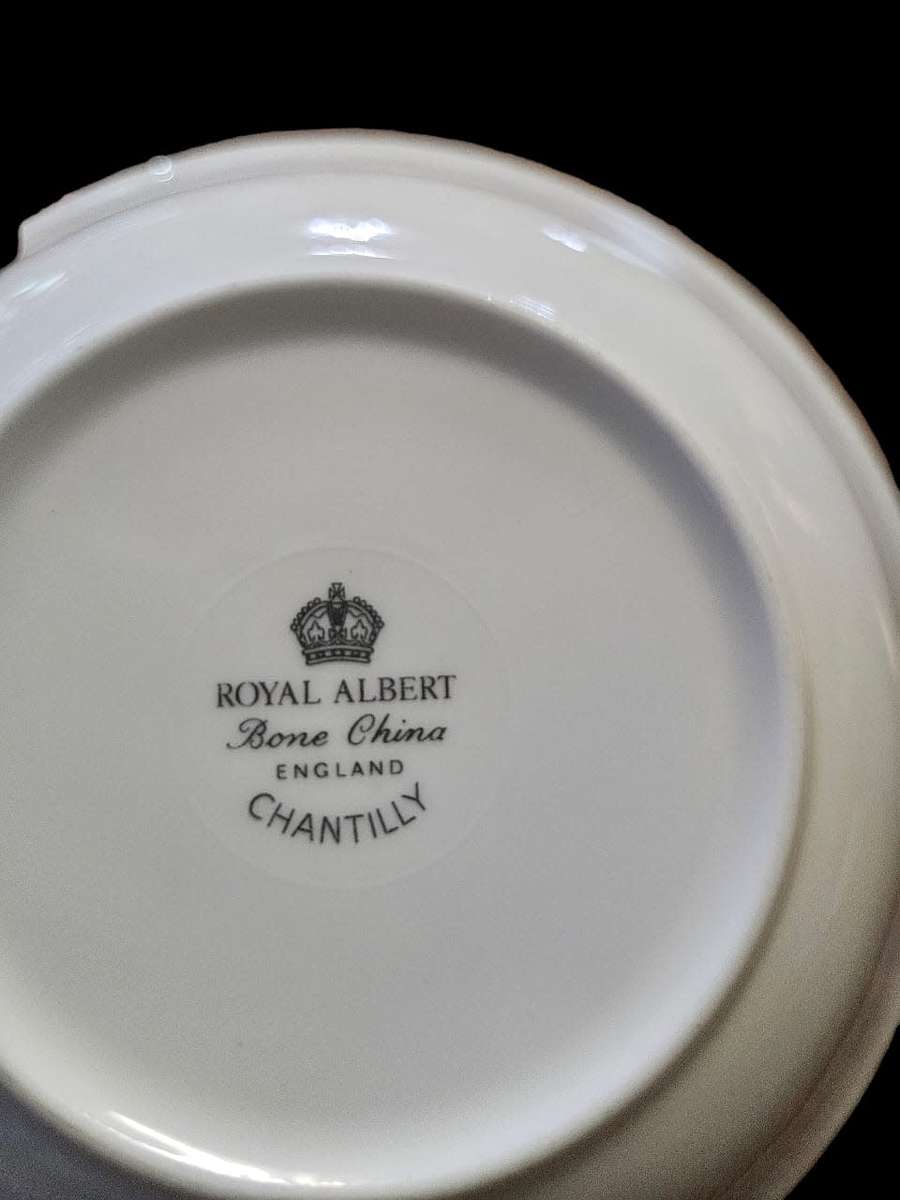 ROYAL ALBERT
Bone China
ENGLAND
CHANTILLY